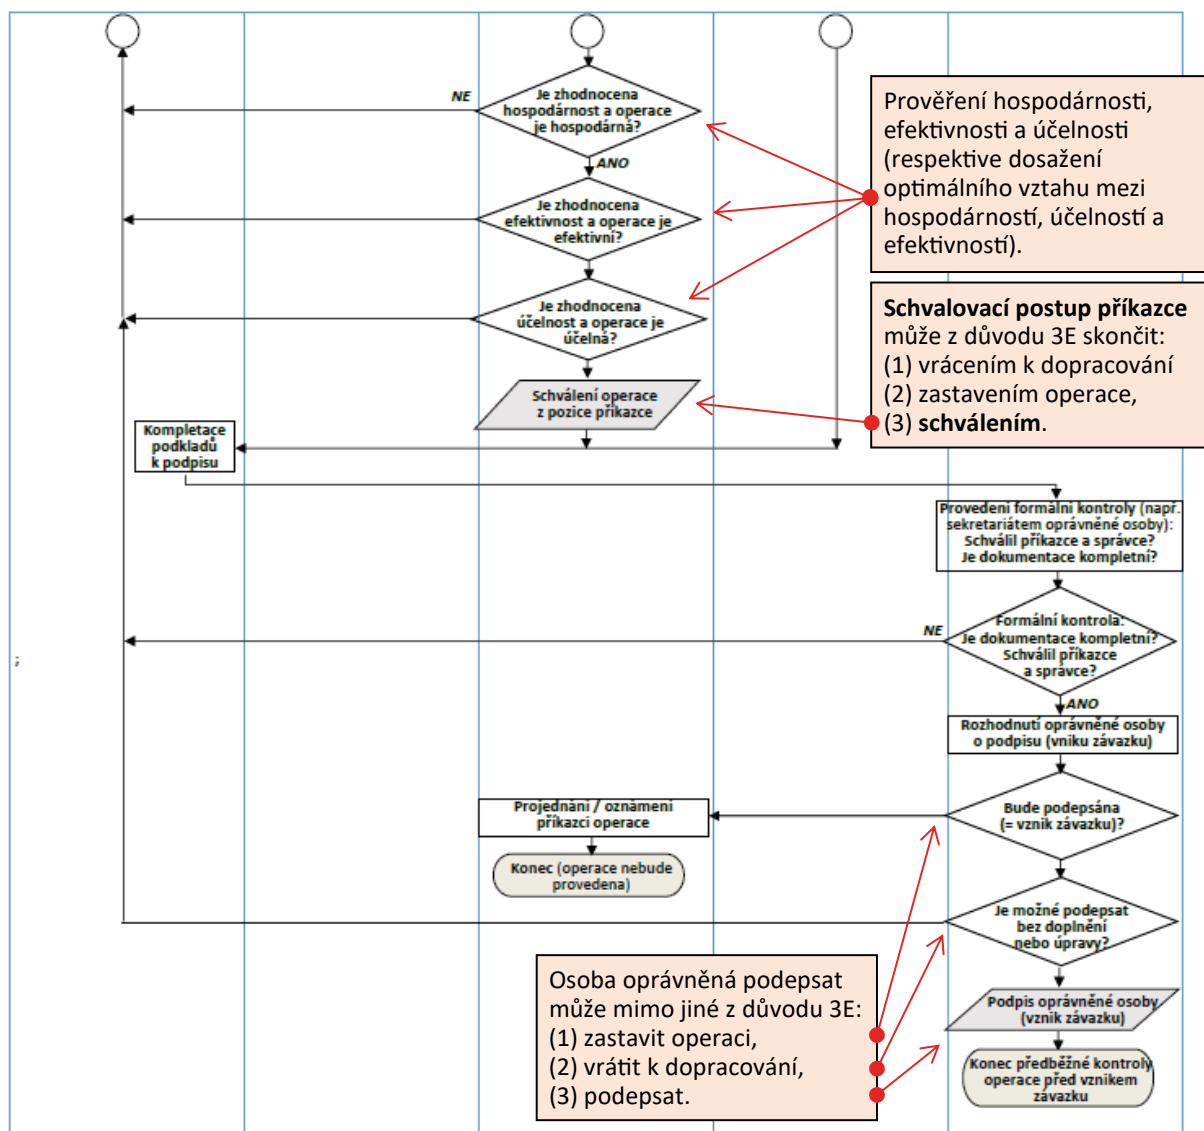 Je zhodnocena
hospodárnost a operace
je hospodárná?
NE
ANO
Je zhodnocena
efektivnost a operace je
efektivní?
Je zhodnocena
účelnost a operace je
účelná?
Schválení operace
z pozice příkazce
Prověření hospodárnosti,
efektivnosti a účelnosti
(respektive dosažení
optimálního vztahu mezi
hospodárností, účelností a
efektivností).
Schvalovací postup příkazce
může z důvodu 3E skončit:
(1) vrácením k dopracování
(2) zastavením operace,
(3) schválením.
Kompletace
podkladů
k podpisu
Provedení formální kontroly (např.
sekretariátem oprávněné osoby):
Schválil příkazce a správce?
Je dokumentace kompletní?
Formální kontrola:
Je dokumentace kompletní?
Schválil příkazce
a správce?
NE
;
ANO
Rozhodnutí oprávněné osoby
o podpisu (vniku závazku)
Bude podepsána
(= vznik závazku)?
Projednání / oznámení
příkazci operace
Konec (operace nebude
provedena)
Je možné podepsat
bez doplnění
nebo úpravy?
Osoba oprávněná podepsat
může mimo jiné z důvodu 3E:
(1) zastavit operaci,
(2) vrátit k dopracování,
(3) podepsat.
Podpis oprávněné osoby
(vznik závazku)
Konec předběžné kontroly
operace před vznikem
závazku